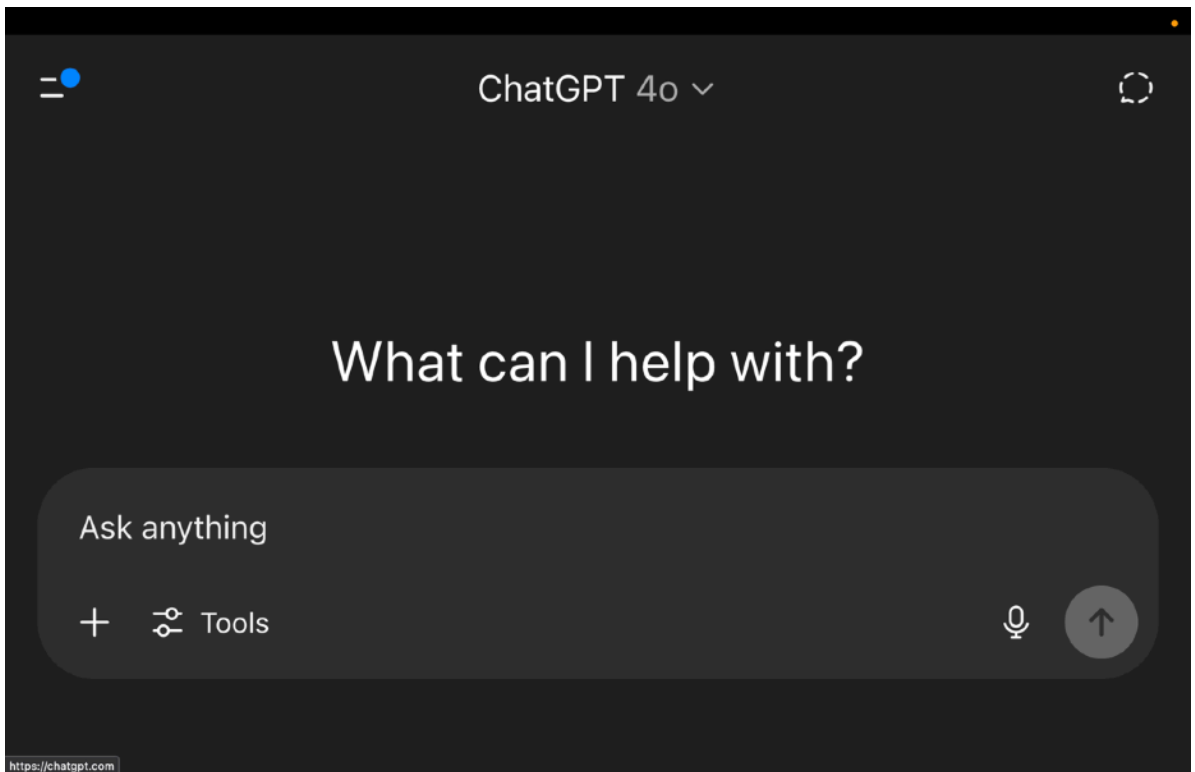 ChatGPT 4o
What can I help with?
Ask anything
Tools
https://chatgpt.com